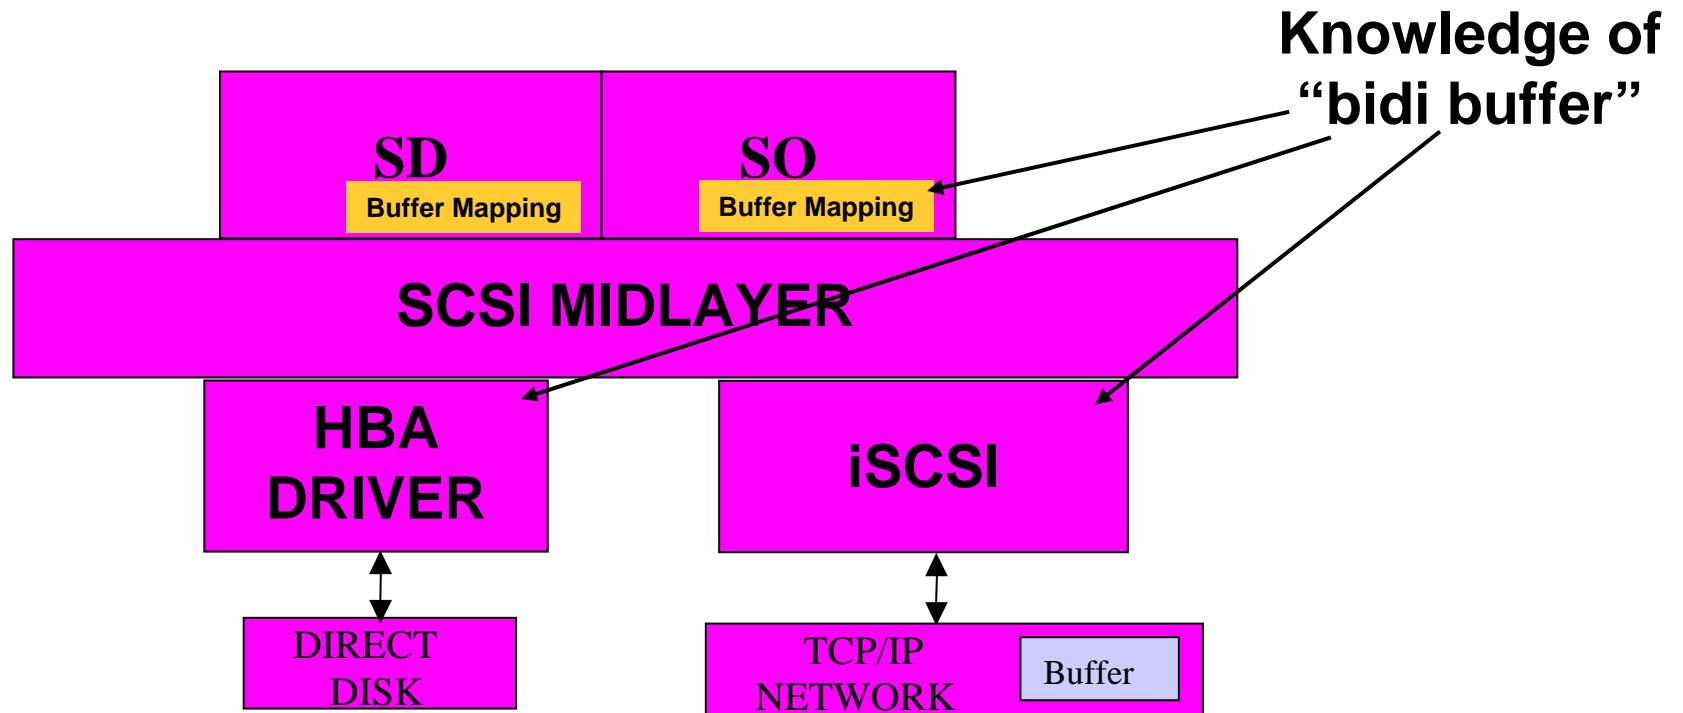 Knowledge of
“bidi buffer”
SD
SO
Buffer Mapping
Buffer Mapping
SCSI MIDLAYER
HBA
DRIVER
iSCSI
DIRECT
DISK
TCP/IP
NETWORK
Buffer